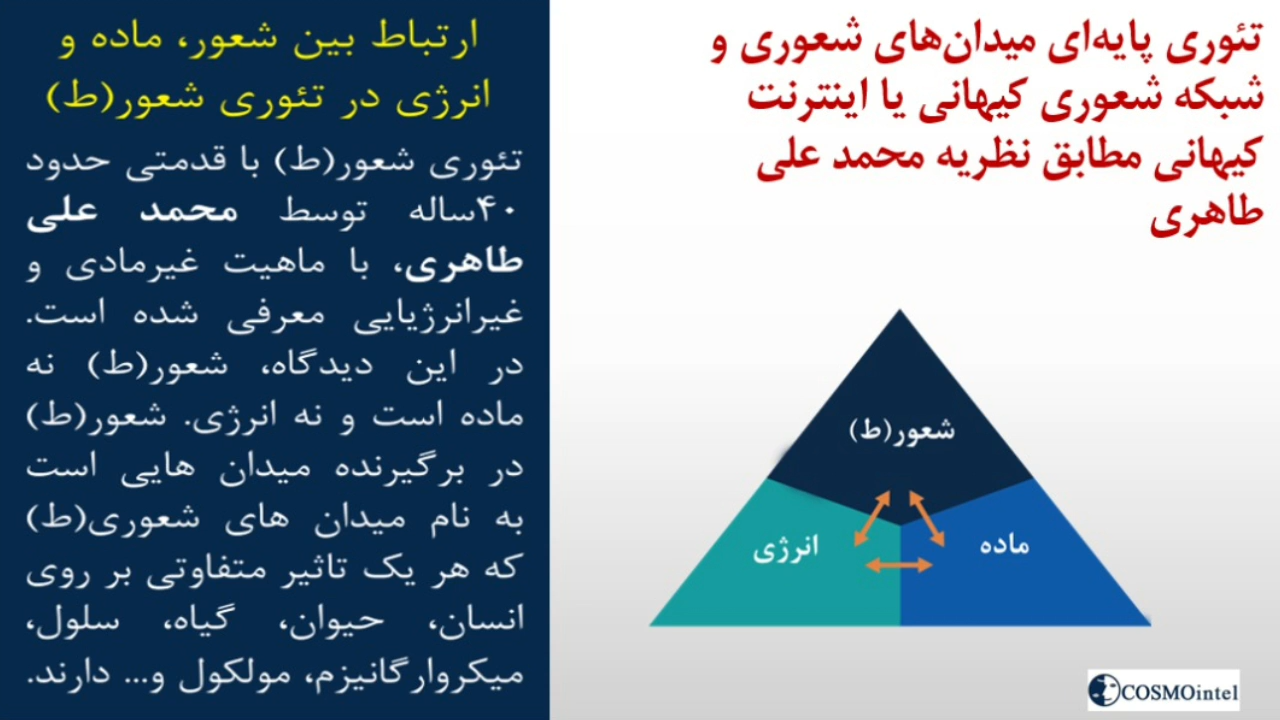 تئوری پایه‌ای میدان‌های شعوری و
شبکه شعوری کیهانی یا اینترنت
کیهانی مطابق نظریه محمد علی
طاهری
شعور(ط)
ماده
انرژی
COSMOintel
ارتباط بین شعور، ماده و
انرژی در تئوری شعور(ط)
تئوری شعور(ط) با قدمتی حدود
۴۰ساله توسط محمد علی
طاهری، با ماهیت غیرمادی و
غیرانرژیایی معرفی شده است.
در این دیدگاه، شعور(ط) نه
ماده است و نه انرژی. شعور(ط)
در برگیرنده میدان هایی است
به نام میدان های شعوری(ط)
که هر یک تاثیر متفاوتی بر روی
انسان، حیوان، گیاه، سلول،
میکروارگانیزم، مولکول و... دارند.